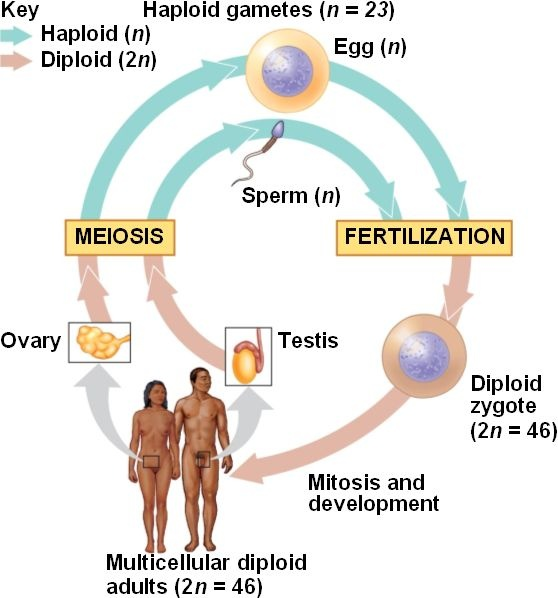 Key
Haploid (n)
Diploid (2n)
Haploid gametes (n = 23)
Egg (n)
Sperm (n)
MEIOSIS
FERTILIZATION
Ovary
Testis
Diploid
zygote
(2n = 46)
Mitosis and
development
Multicellular diploid
adults (2n = 46)